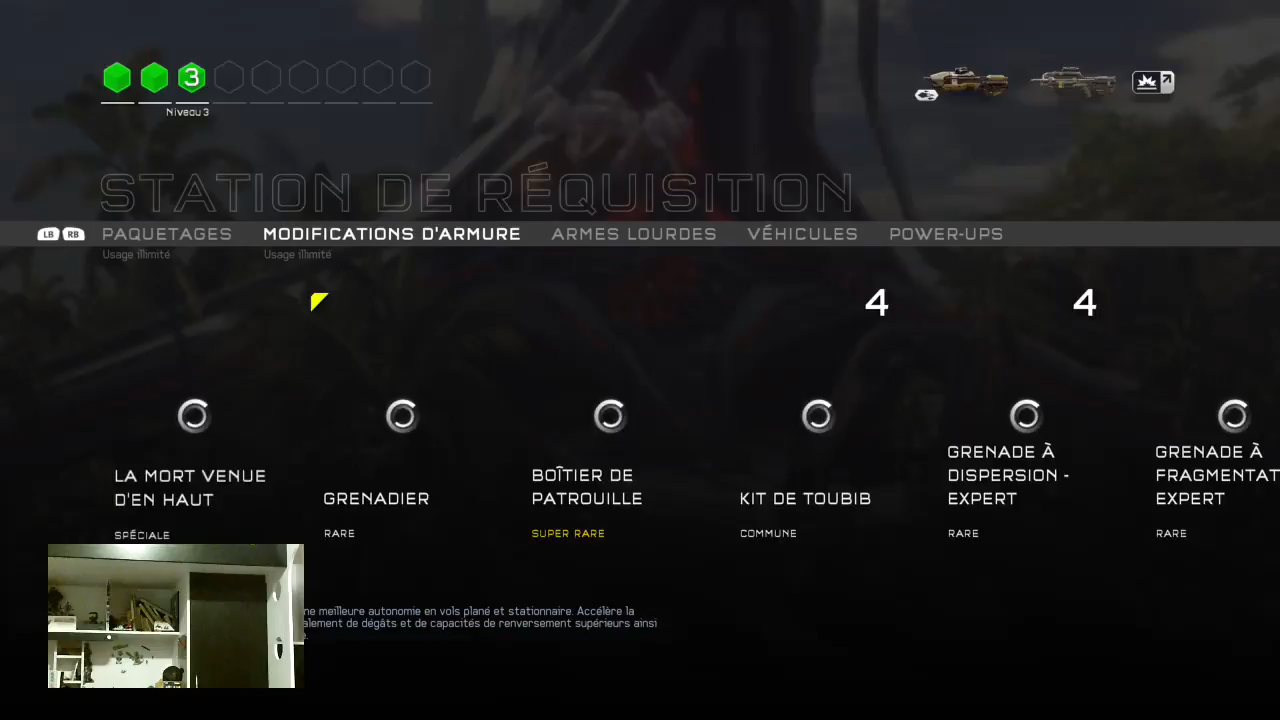 3
Niveau 3
STATION DE RÉQUISITION
LB RB PAQUETAGES MODIFICATIONS D'ARMURE ARMES LOURDES VÉHICULES POWER-UPS
Usage illimité Usage illimité
4 4
LA MORT VENUE D'EN HAUT
SPÉCIALE
GRENADIER
RARE
BOÎTIER DE PATROUILLE
SUPER RARE
KIT DE TOUBIB
COMMUNE
GRENADE À DISPERSION - EXPERT
RARE
GRENADE À FRAGMENTAT EXPERT
RARE
ne meilleure autonomie en vols plané et stationnaire. Accélère la
alement de dégâts et de capacités de renversement supérieurs ainsi